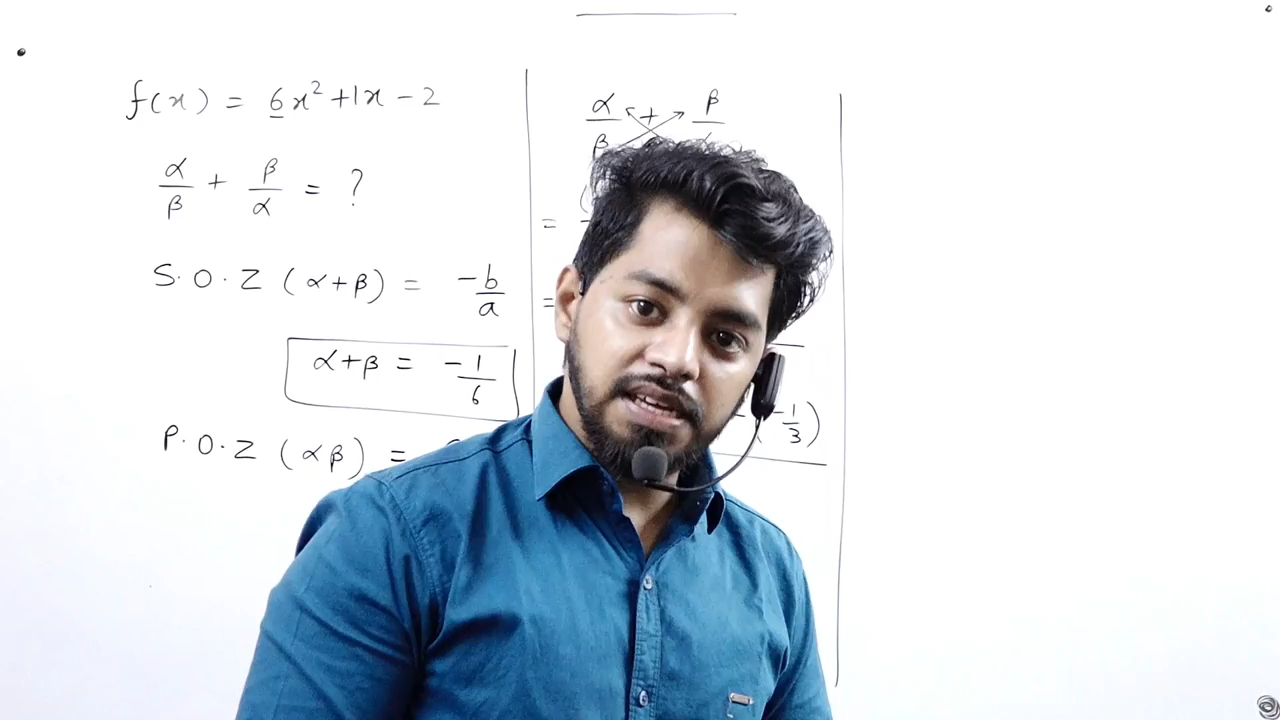 f(x) = 6x² + 1x - 2
α/β + β/α = ?
S.O.Z (α+β) = -b/a
α+β = -1/6
P.O.Z (αβ) =
α/β + β/
=
=
(-1/3)